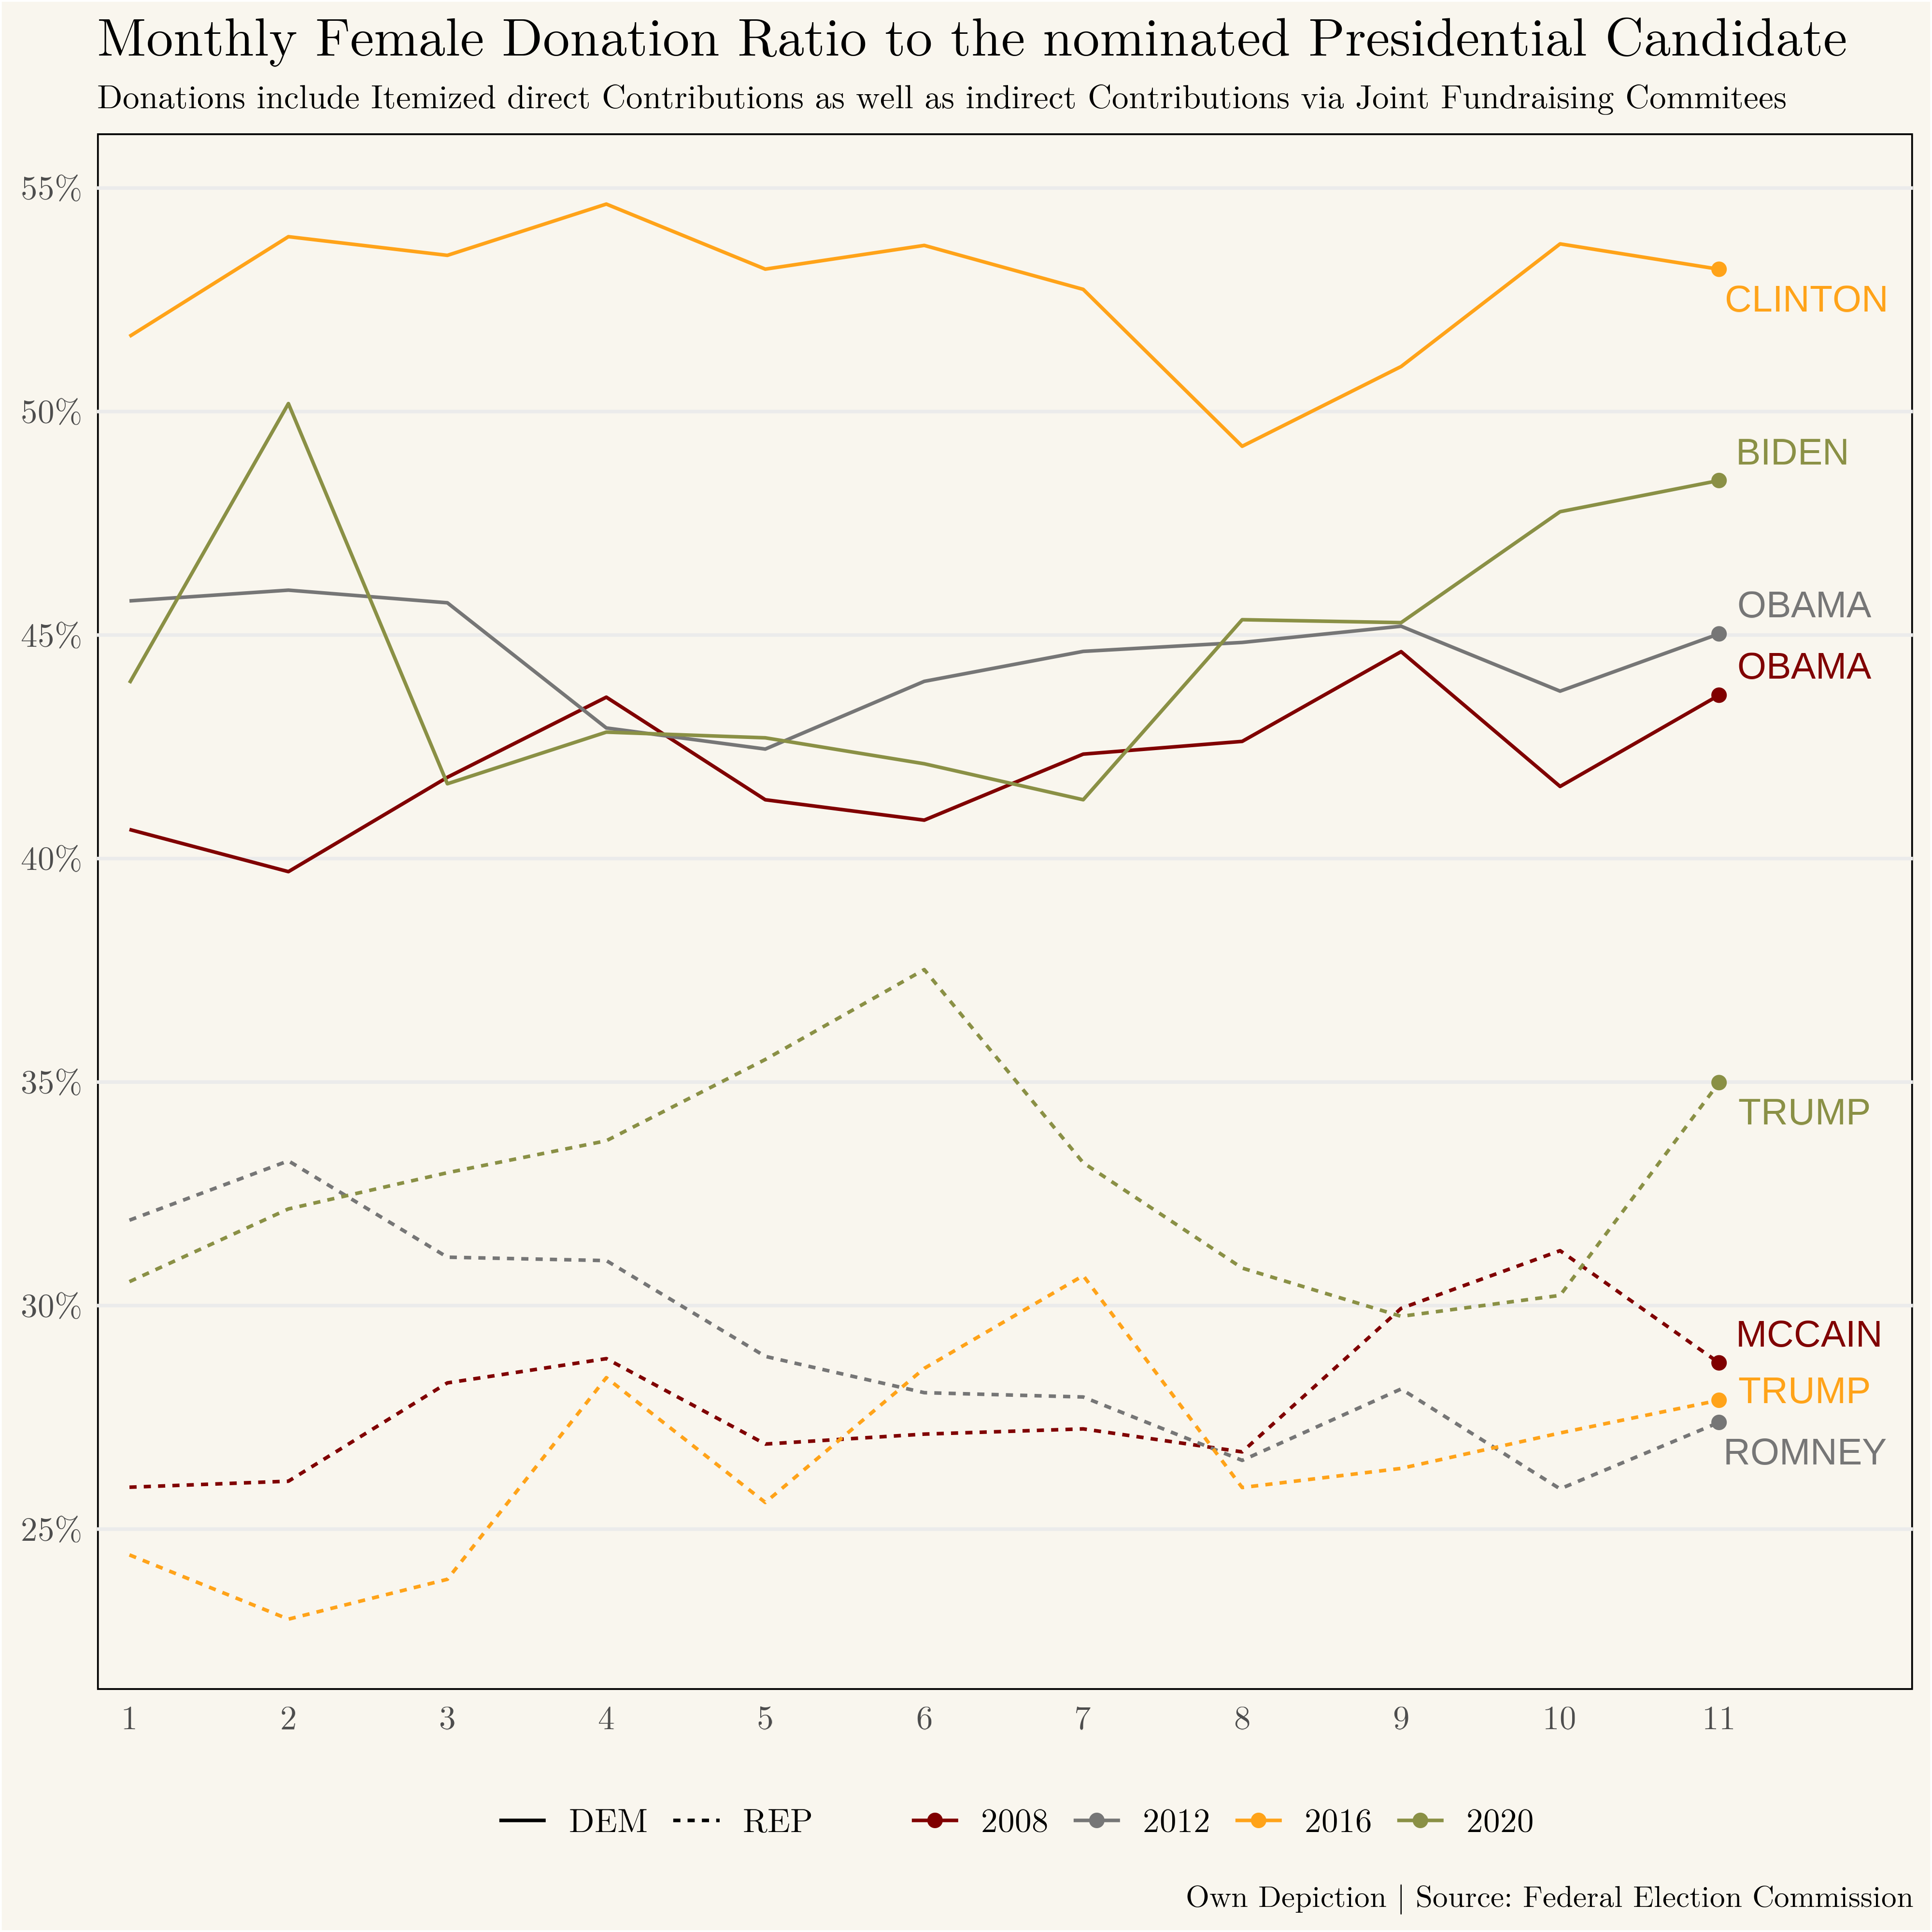 Monthly Female Donation Ratio to the nominated Presidential Candidate
Donations include Itemized direct Contributions as well as indirect Contributions via Joint Fundraising Commitees
55%
CLINTON
50%
BIDEN
OBAMA
45%
OBAMA
40%
35%
TRUMP
30%
MCCAIN
TRUMP
ROMNEY
25%
1 2 3 4 5 6 7 8 9 10 11
DEM REP 2008 2012 2016 2020
Own Depiction | Source: Federal Election Commission